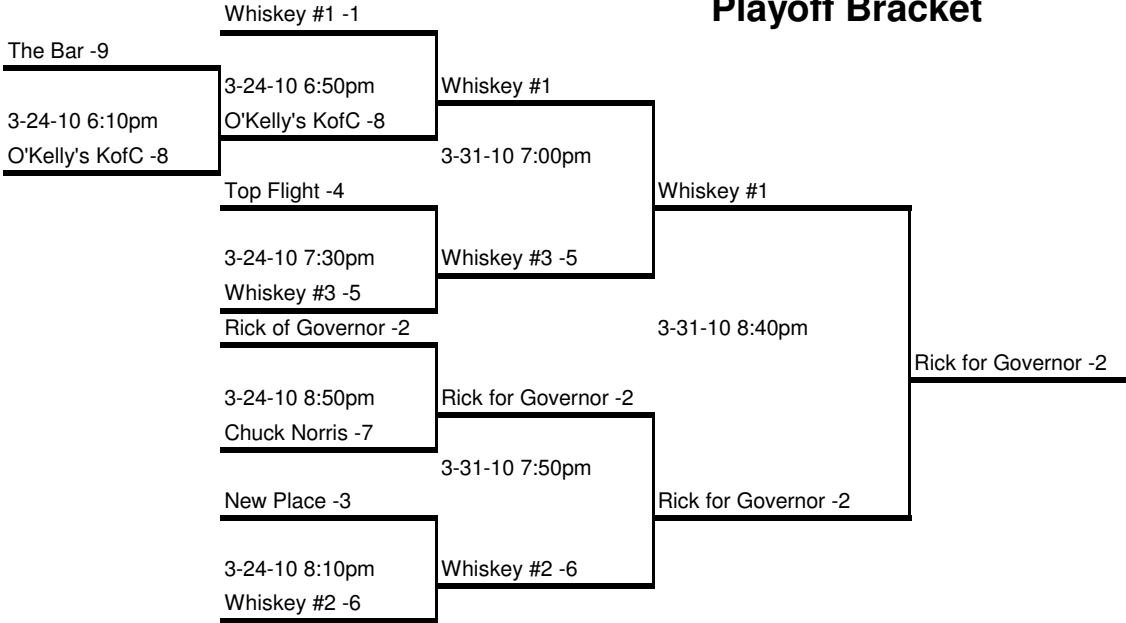 Playoff Bracket
Whiskey #1 -1
The Bar -9
3-24-10 6:50pm
Whiskey #1
3-24-10 6:10pm
O'Kelly's KofC -8
O'Kelly's KofC -8
3-31-10 7:00pm
Top Flight -4
Whiskey #1
3-24-10 7:30pm
Whiskey #3 -5
Whiskey #3 -5
Rick of Governor -2
3-31-10 8:40pm
Rick for Governor -2
3-24-10 8:50pm
Rick for Governor -2
Chuck Norris -7
3-31-10 7:50pm
New Place -3
Rick for Governor -2
3-24-10 8:10pm
Whiskey #2 -6
Whiskey #2 -6